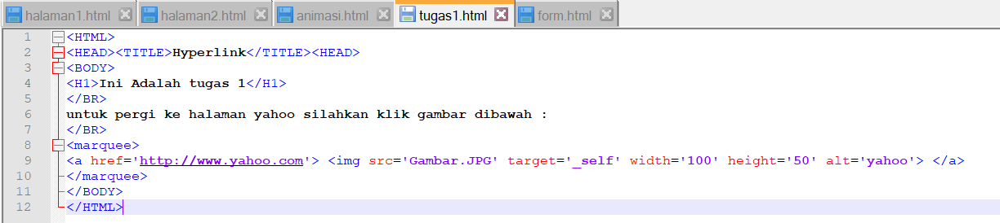 halaman1.html halaman2.html animasi.html tugas1.html form.html
1 <HTML>
2 <HEAD><TITLE>Hyperlink</TITLE><HEAD>
3 <BODY>
4 <H1>Ini Adalah tugas 1</H1>
5 </BR>
6 untuk pergi ke halaman yahoo silahkan klik gambar dibawah :
7 </BR>
8 <marquee>
9 <a href='http://www.yahoo.com'> <img src='Gambar.JPG' target='_self' width='100' height='50' alt='yahoo'> </a>
10 </marquee>
11 </BODY>
12 </HTML>